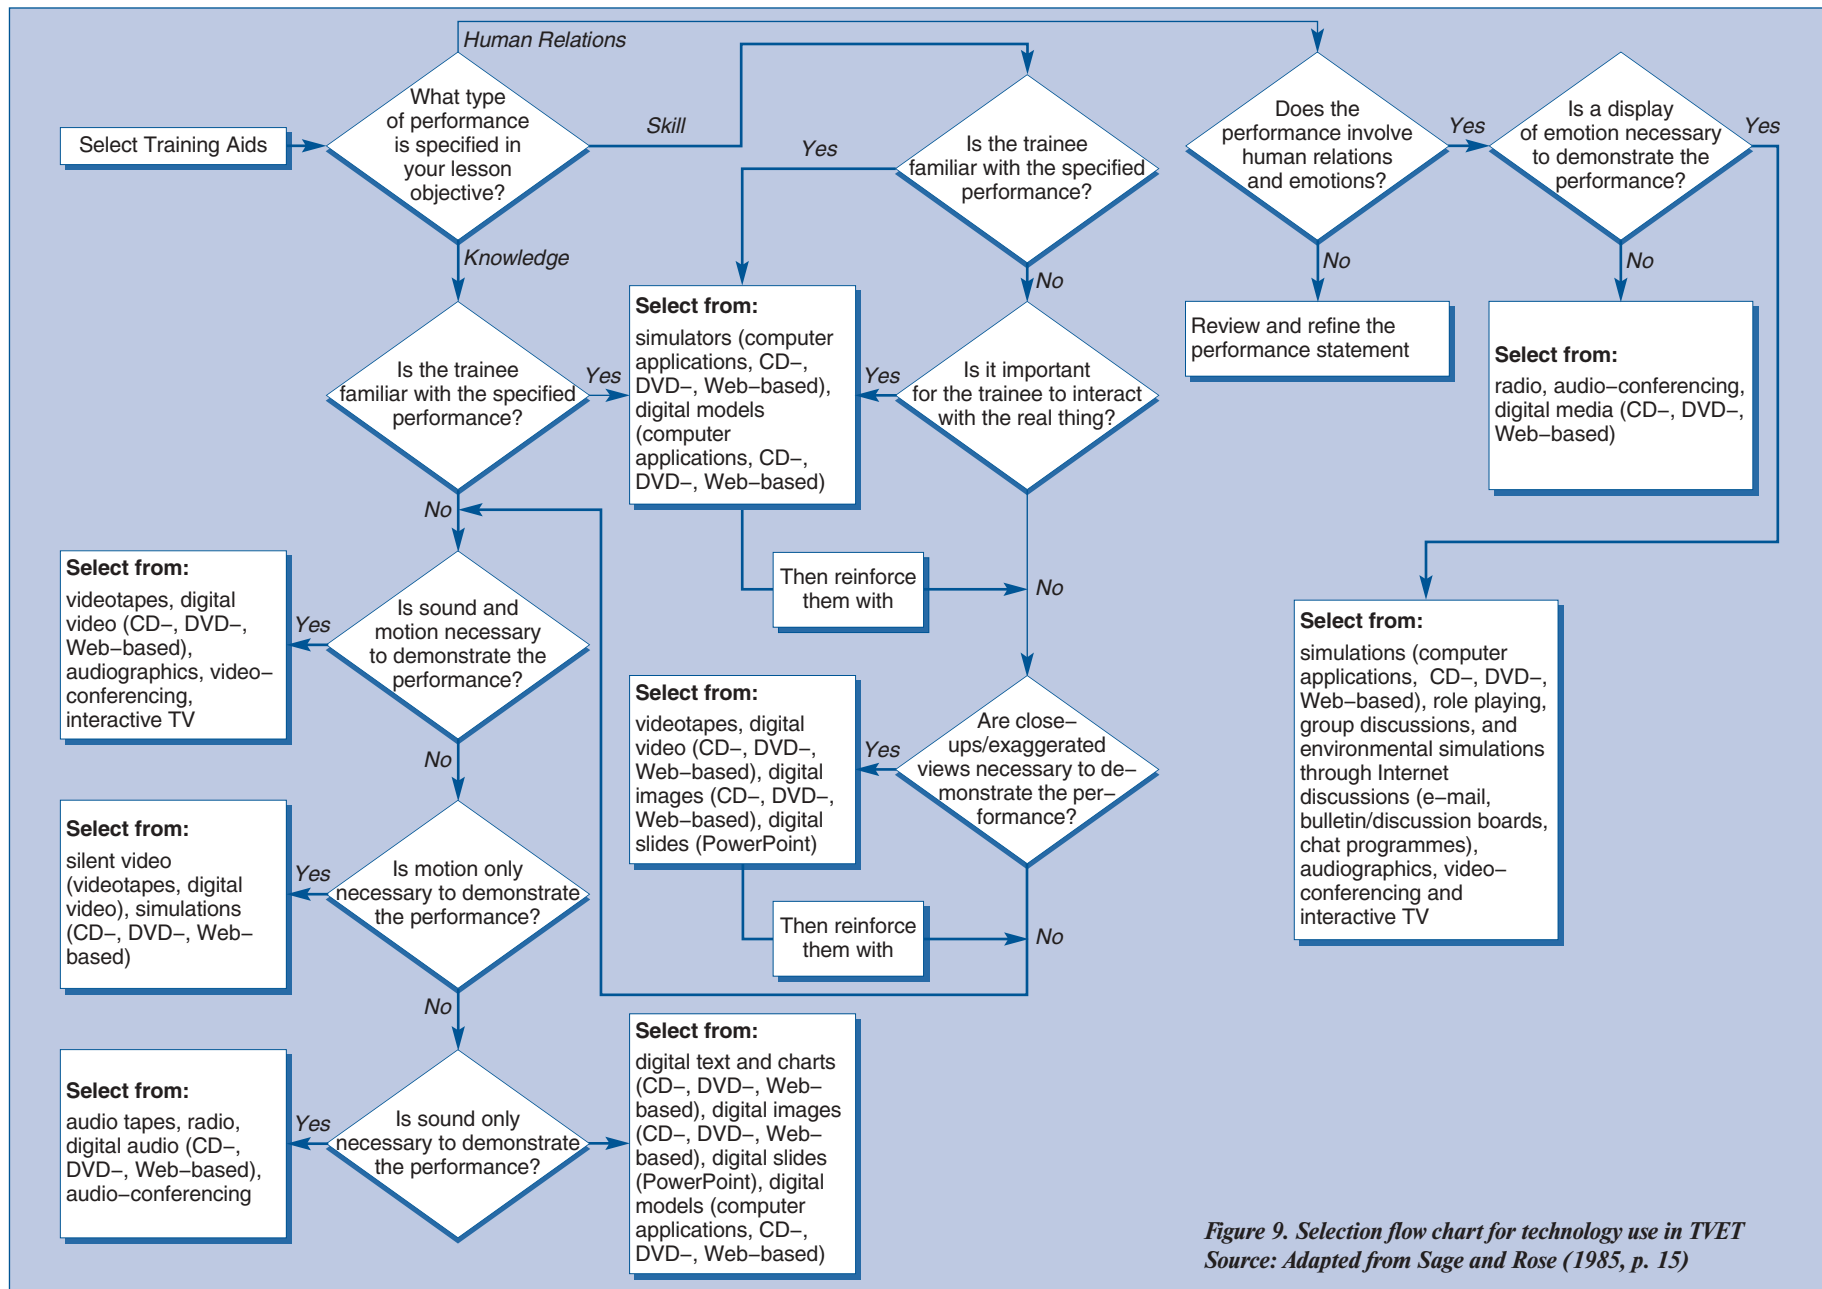 Select Training Aids
What type
of performance
is specified in
your lesson
objective?
Human Relations
Skill
Knowledge
Is the trainee
familiar with the specified
performance?
Yes
No
Does the
performance involve
human relations
and emotions?
Yes
No
Is a display
of emotion necessary
to demonstrate the
performance?
Yes
No
Review and refine the
performance statement
Select from:
radio, audio–conferencing,
digital media (CD–, DVD–,
Web–based)
Select from:
simulations (computer
applications, CD–, DVD–,
Web–based), role playing,
group discussions, and
environmental simulations
through Internet
discussions (e–mail,
bulletin/discussion boards,
chat programmes),
audiographics, video–
conferencing and
interactive TV
Is the trainee
familiar with the specified
performance?
Yes
No
Select from:
simulators (computer
applications, CD–,
DVD–, Web–based),
digital models
(computer
applications, CD–,
DVD–, Web–based)
Is it important
for the trainee to interact
with the real thing?
Yes
No
Then reinforce
them with
Select from:
videotapes, digital
video (CD–, DVD–,
Web–based), digital
images (CD–, DVD–,
Web–based), digital
slides (PowerPoint)
Are close–
ups/exaggerated
views necessary to de–
monstrate the per–
formance?
Yes
No
Then reinforce
them with
Select from:
videotapes, digital
video (CD–, DVD–,
Web–based),
audiographics, video–
conferencing,
interactive TV
Is sound and
motion necessary
to demonstrate the
performance?
Yes
No
Select from:
silent video
(videotapes, digital
video), simulations
(CD–, DVD–, Web–
based)
Is motion only
necessary to demonstrate
the performance?
Yes
No
Select from:
audio tapes, radio,
digital audio (CD–,
DVD–, Web–based),
audio–conferencing
Is sound only
necessary to demonstrate
the performance?
Yes
Select from:
digital text and charts
(CD–, DVD–, Web–
based), digital images
(CD–, DVD–, Web–
based), digital slides
(PowerPoint), digital
models (computer
applications, CD–,
DVD–, Web–based)
Figure 9. Selection flow chart for technology use in TVET
Source: Adapted from Sage and Rose (1985, p. 15)